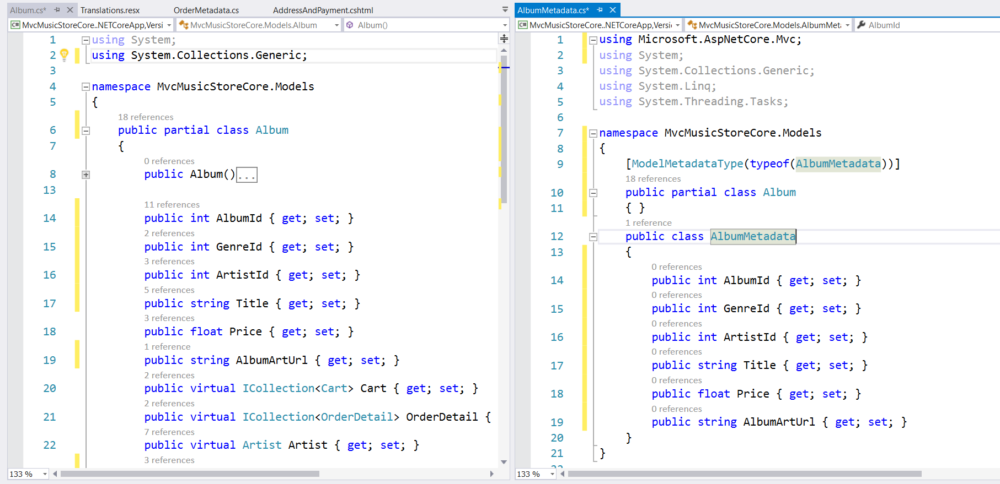 Album.cs* Translations.resx OrderMetadata.cs AddressAndPayment.cshtml
C# MvcMusicStoreCore..NETCoreApp,Versi MvcMusicStoreCore.Models.Album Album()
1 using System;
2 using System.Collections.Generic;
3
4 namespace MvcMusicStoreCore.Models
5 {
18 references
6 public partial class Album
7 {
0 references
8 public Album()...
13
11 references
14 public int AlbumId { get; set; }
2 references
15 public int GenreId { get; set; }
3 references
16 public int ArtistId { get; set; }
5 references
17 public string Title { get; set; }
3 references
18 public float Price { get; set; }
1 reference
19 public string AlbumArtUrl { get; set; }
2 references
20 public virtual ICollection<Cart> Cart { get; set; }
2 references
21 public virtual ICollection<OrderDetail> OrderDetail {
7 references
22 public virtual Artist Artist { get; set; }
3 references
133 %
AlbumMetadata.cs*
C# MvcMusicStoreCore..NETCoreApp,Versi MvcMusicStoreCore.Models.AlbumMeta AlbumId
1 using Microsoft.AspNetCore.Mvc;
2 using System;
3 using System.Collections.Generic;
4 using System.Linq;
5 using System.Threading.Tasks;
6
7 namespace MvcMusicStoreCore.Models
8 {
9 [ModelMetadataType(typeof(AlbumMetadata))]
18 references
10 public partial class Album
11 { }
1 reference
12 public class AlbumMetadata
13 {
0 references
14 public int AlbumId { get; set; }
0 references
15 public int GenreId { get; set; }
0 references
16 public int ArtistId { get; set; }
0 references
17 public string Title { get; set; }
0 references
18 public float Price { get; set; }
0 references
19 public string AlbumArtUrl { get; set; }
20 }
21 }
22
133 %